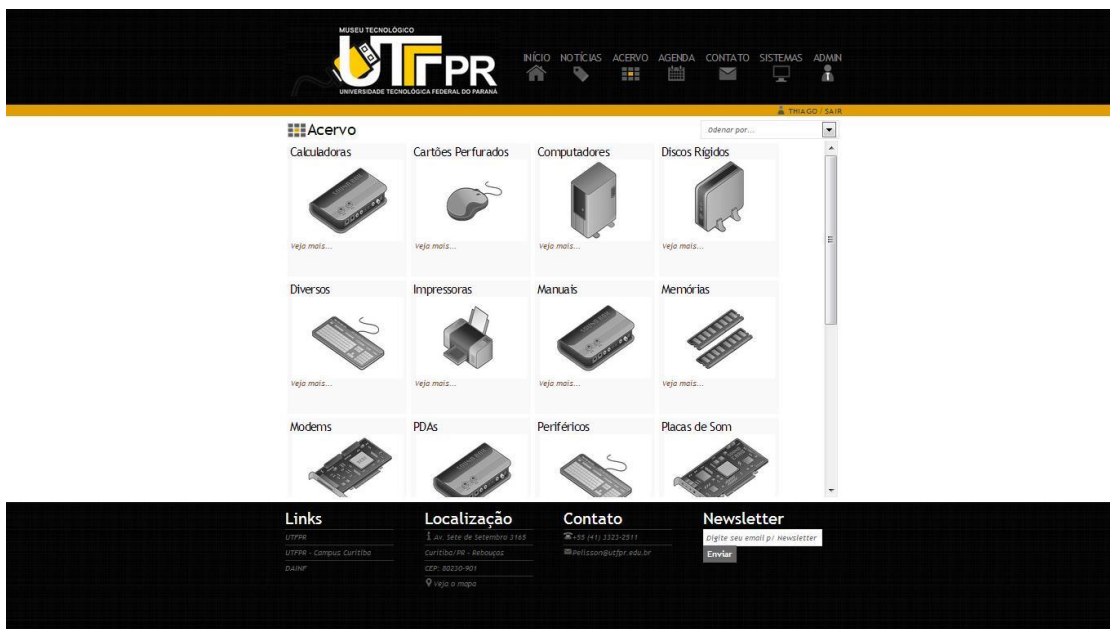 MUSEU TECNOLÓGICO
UTFPR
UNIVERSIDADE TECNOLÓGICA FEDERAL DO PARANÁ
INÍCIO NOTÍCIAS ACERVO AGENDA CONTATO SISTEMAS ADMIN
THIAGO / SAIR
Acervo
Odenar por...
Calculadoras Cartões Perfurados Computadores Discos Rígidos
Veja mais... Veja mais... Veja mais... Veja mais...
Diversos Impressoras Manuais Memórias
Veja mais... Veja mais... Veja mais... Veja mais...
Modems PDAs Periféricos Placas de Som
Links
UTFPR
UTFPR - Campus Curitiba
DAINF
Localização
Av. Sete de Setembro 3165
Curitiba/PR - Rebouças
CEP: 80230-901
Veja o mapa
Contato
+55 (41) 3323-2511
Pelisson@utfpr.edu.br
Newsletter
Digite seu email p/ Newsletter
Enviar